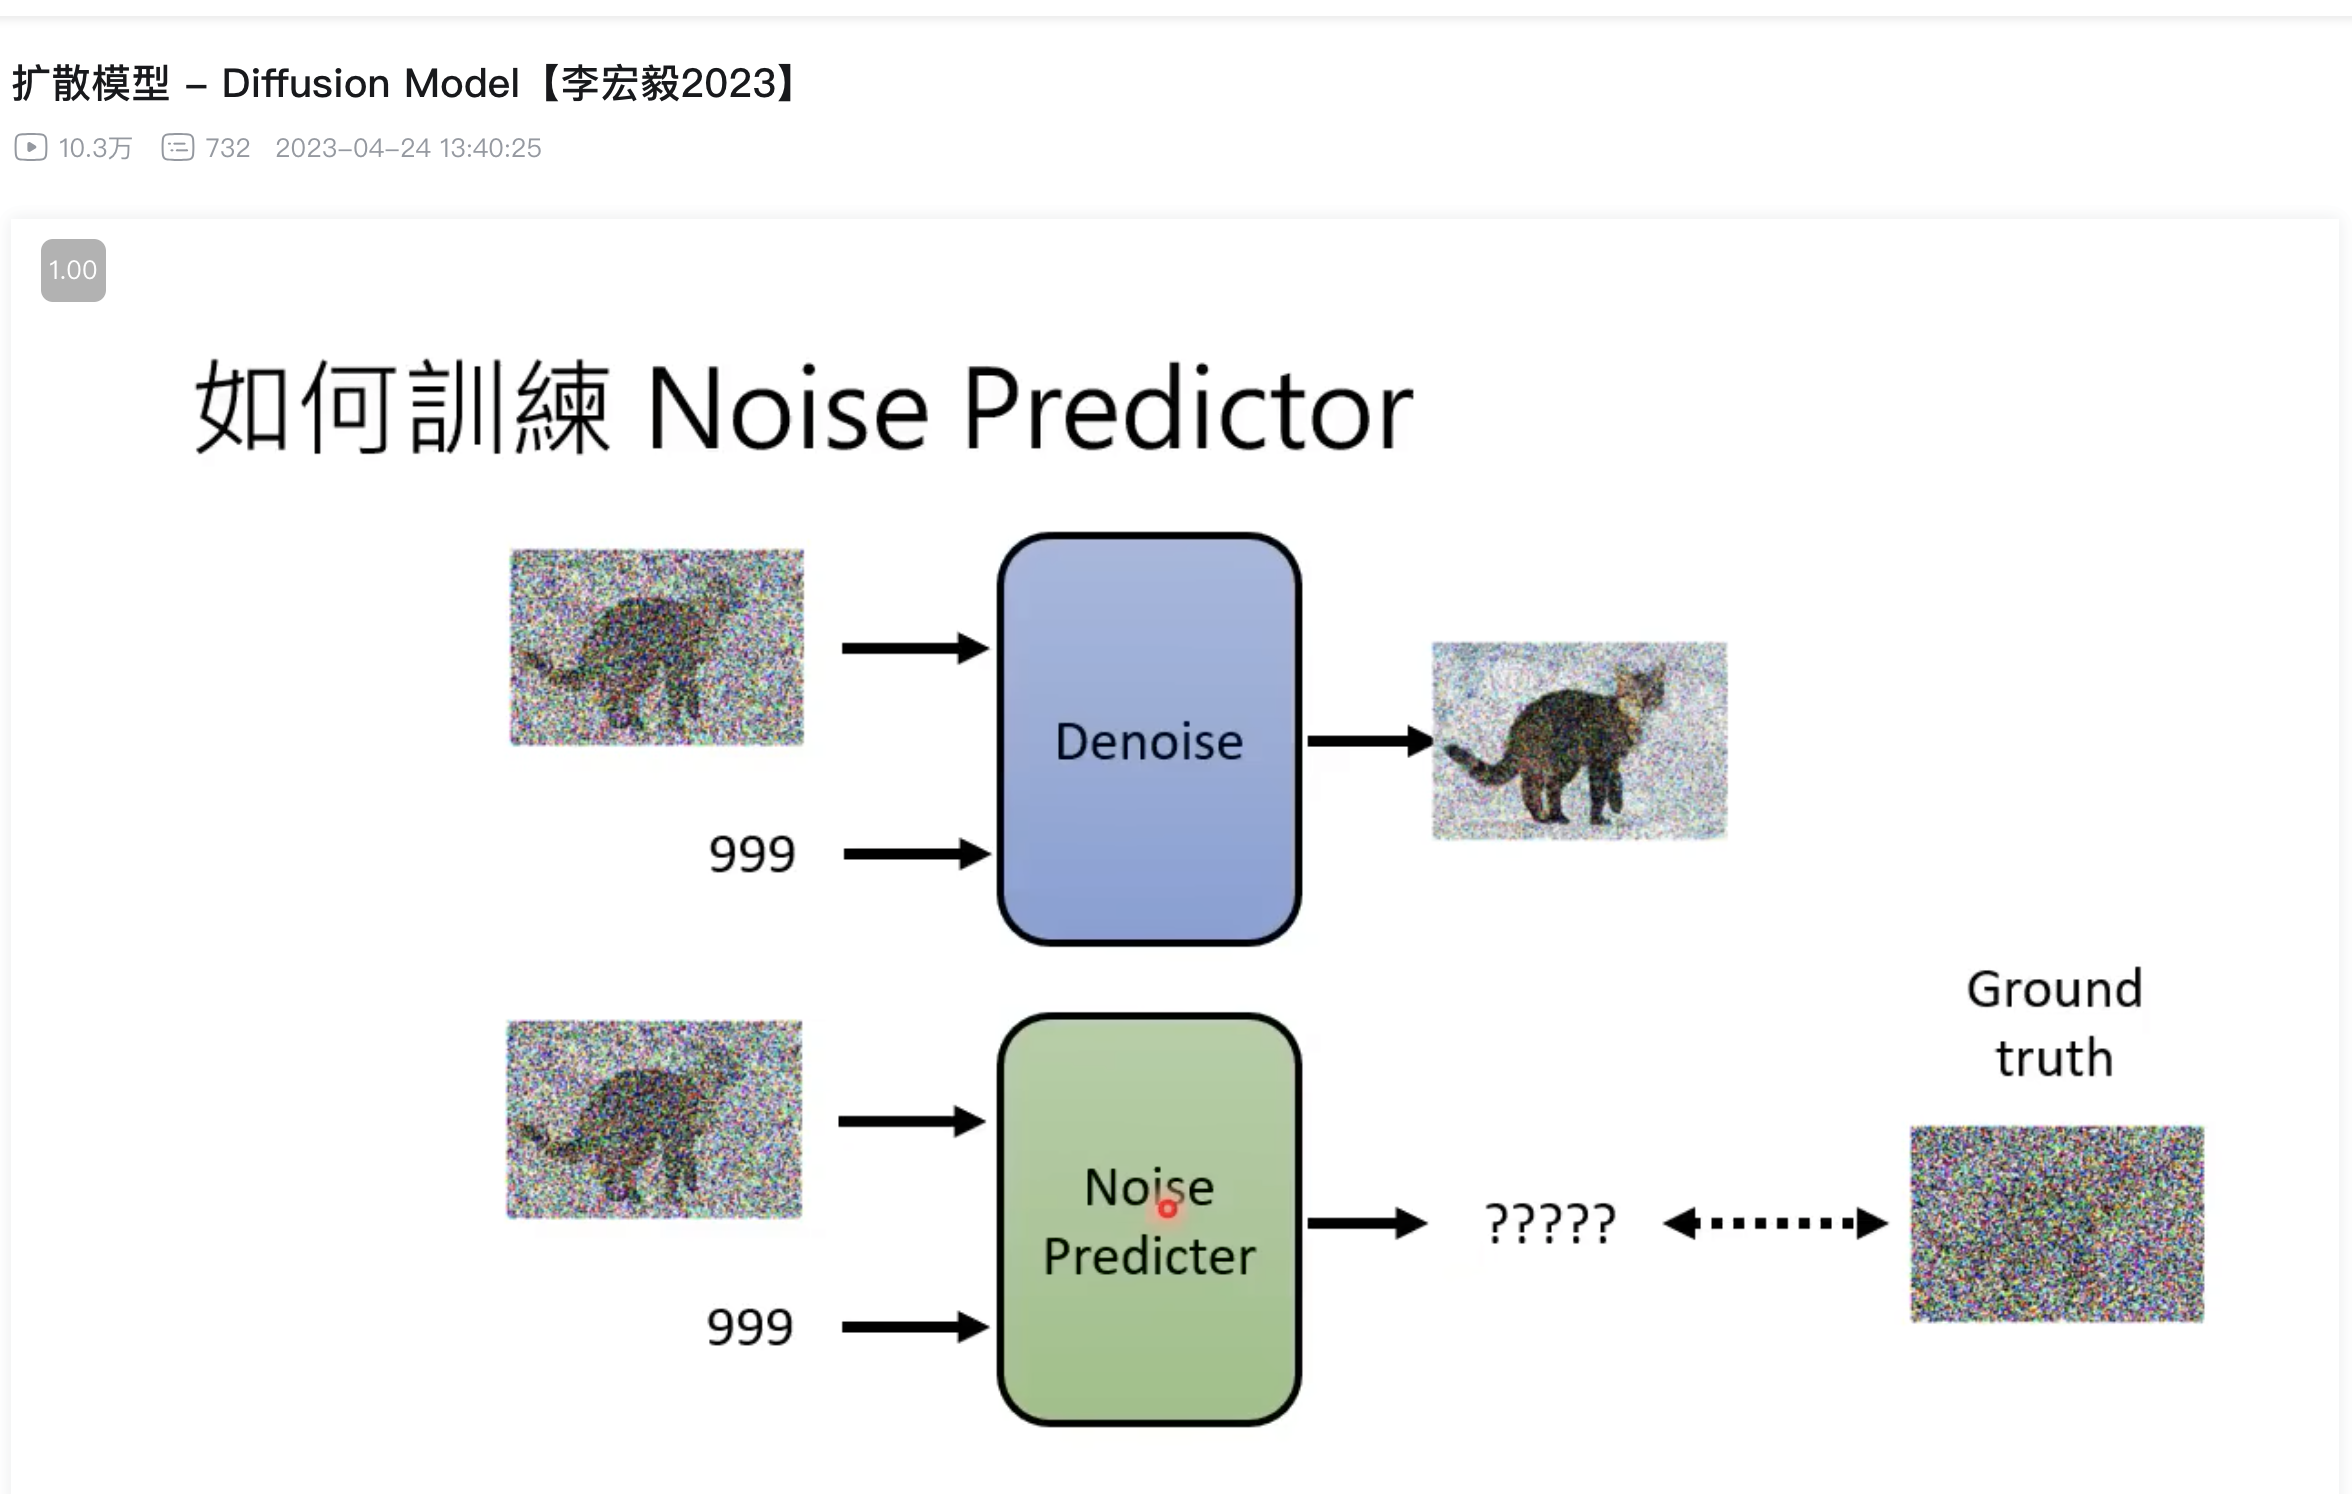 扩散模型 – Diffusion Model【李宏毅2023】
10.3万 732 2023–04–24 13:40:25
1.00
如何訓練 Noise Predictor
Denoise
999
Ground
truth
Noise
Predicter
?????
999